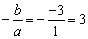 -b/a = -(-3)/1 = 3